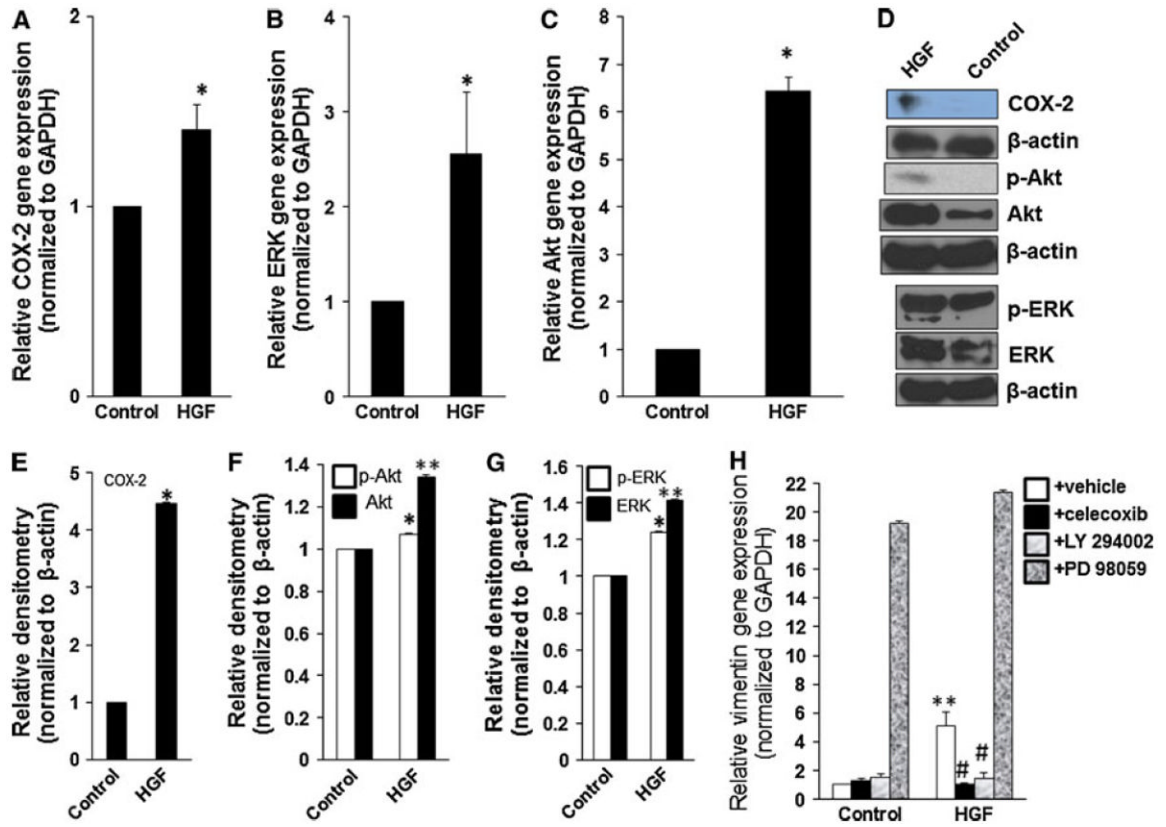 A
Relative COX-2 gene expression
(normalized to GAPDH)
2
1
0
*
Control HGF
B
Relative ERK gene expression
(normalized to GAPDH)
4
3
2
1
0
*
Control HGF
C
Relative Akt gene expression
(normalized to GAPDH)
8
7
6
5
4
3
2
1
0
*
Control HGF
D
HGF Control
COX-2
β-actin
p-Akt
Akt
β-actin
p-ERK
ERK
β-actin
E
Relative densitometry
(normalized to β-actin)
COX-2
5
4
3
2
1
0
*
Control HGF
F
Relative densitometry
(normalized to β-actin)
p-Akt
Akt
1.4
1.2
1
0.8
0.6
0.4
0.2
0
* **
Control HGF
G
Relative densitometry
(normalized to β-actin)
p-ERK
ERK
1.6
1.4
1.2
1
0.8
0.6
0.4
0.2
0
* **
Control HGF
H
Relative vimentin gene expression
(normalized to GAPDH)
22
20
18
16
14
12
10
8
6
4
2
0
** # #
Control HGF
+vehicle
+celecoxib
+LY 294002
+PD 98059